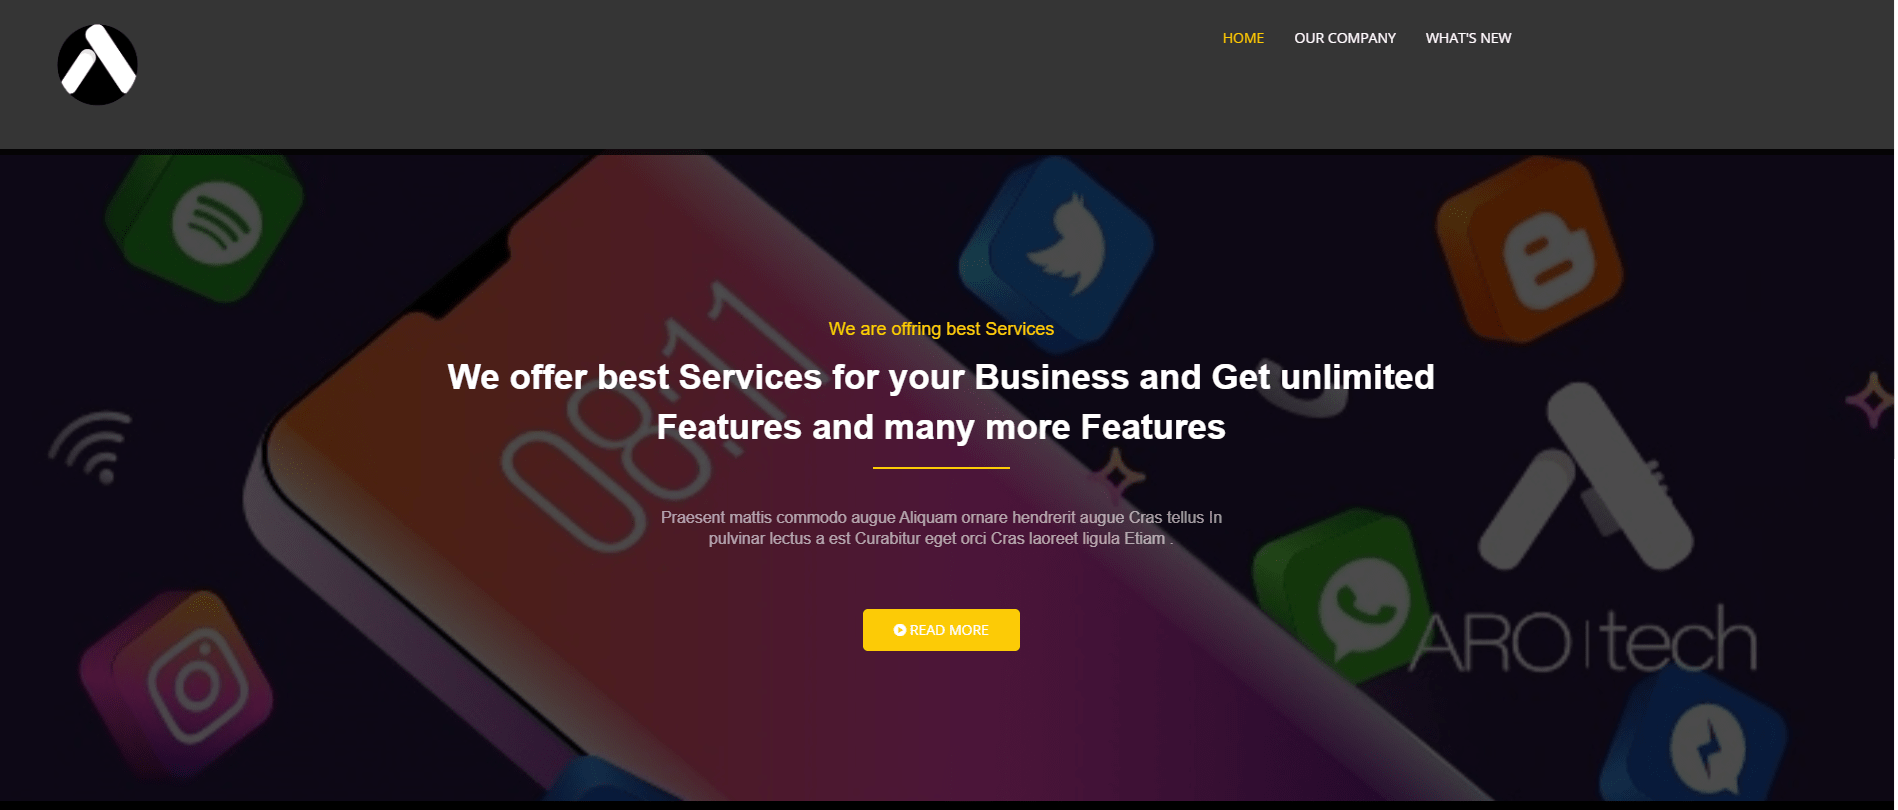 HOME OUR COMPANY WHAT'S NEW
08:11
We are offring best Services
We offer best Services for your Business and Get unlimited
Features and many more Features
Praesent mattis commodo augue Aliquam ornare hendrerit augue Cras tellus In
pulvinar lectus a est Curabitur eget orci Cras laoreet ligula Etiam .
READ MORE
ARO|tech